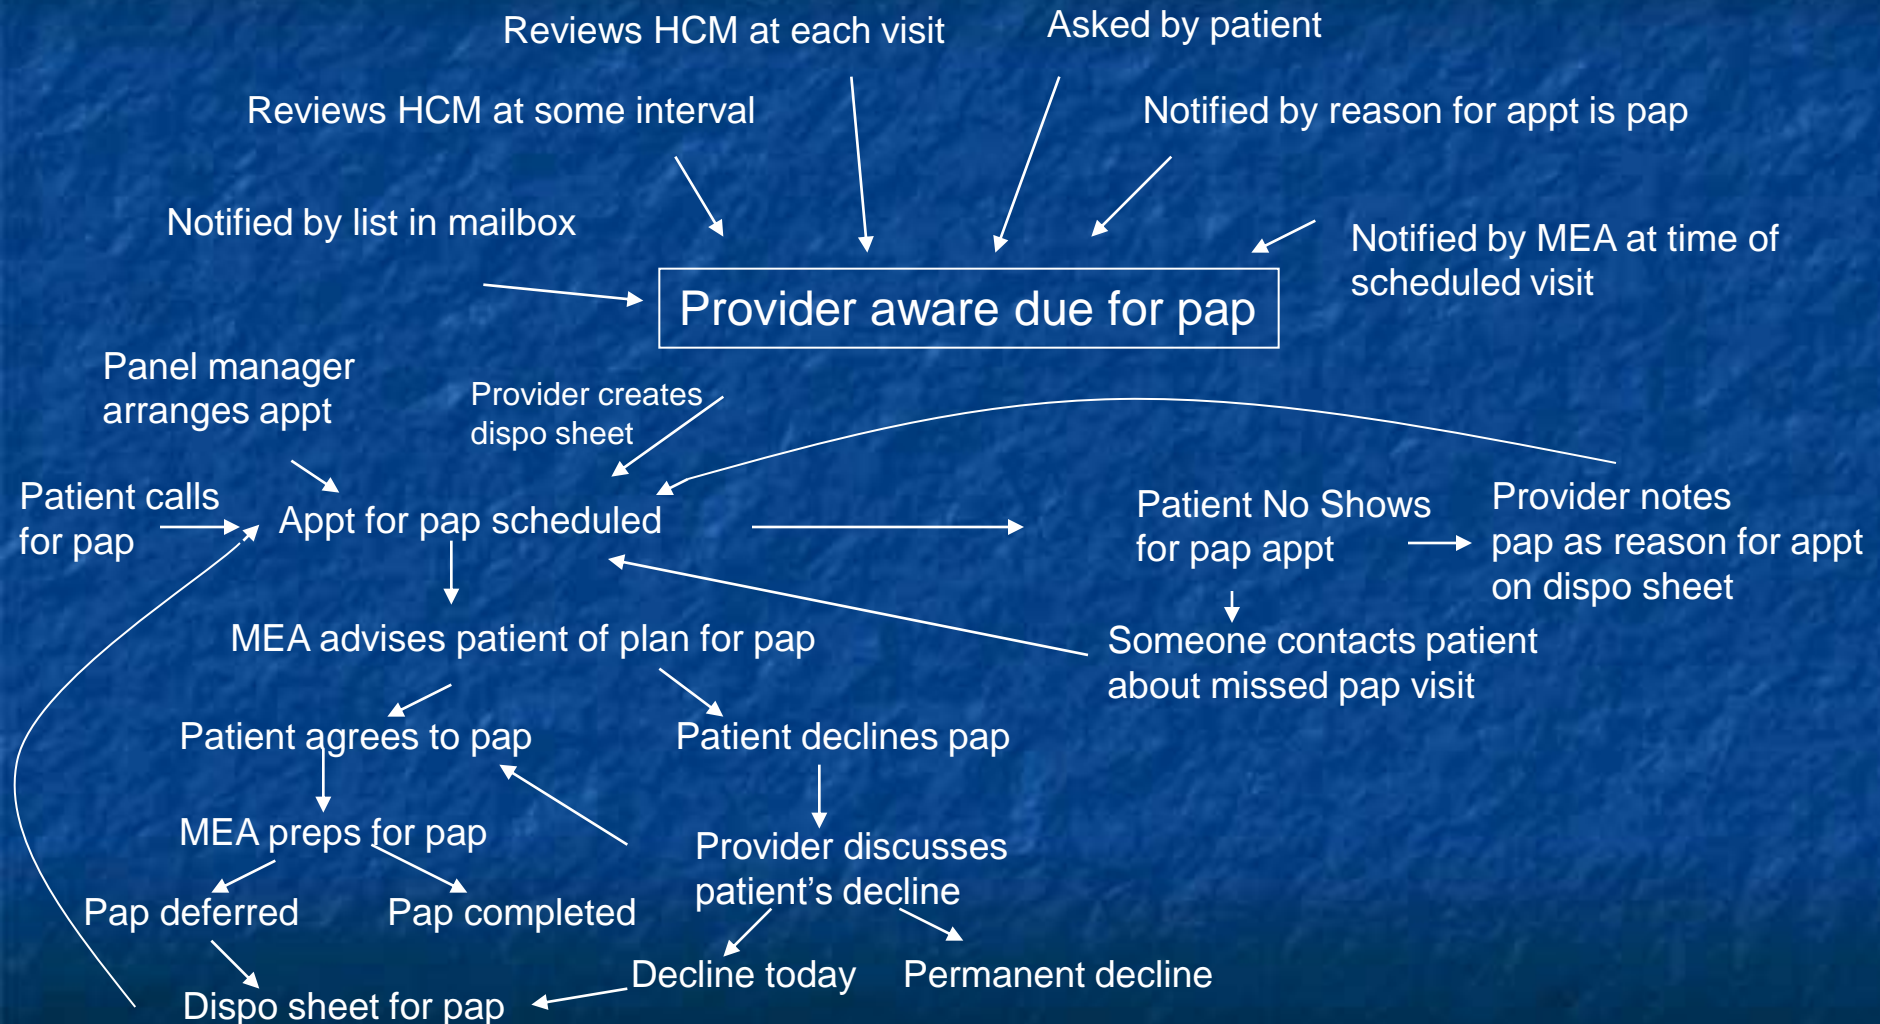 Reviews HCM at each visit
Asked by patient
Reviews HCM at some interval
Notified by reason for appt is pap
Notified by list in mailbox
Notified by MEA at time of
scheduled visit
Provider aware due for pap
Panel manager
arranges appt
Provider creates
dispo sheet
Patient calls
for pap
Appt for pap scheduled
Patient No Shows
for pap appt
Provider notes
pap as reason for appt
on dispo sheet
MEA advises patient of plan for pap
Someone contacts patient
about missed pap visit
Patient agrees to pap
Patient declines pap
MEA preps for pap
Provider discusses
patient’s decline
Pap deferred
Pap completed
Decline today
Permanent decline
Dispo sheet for pap